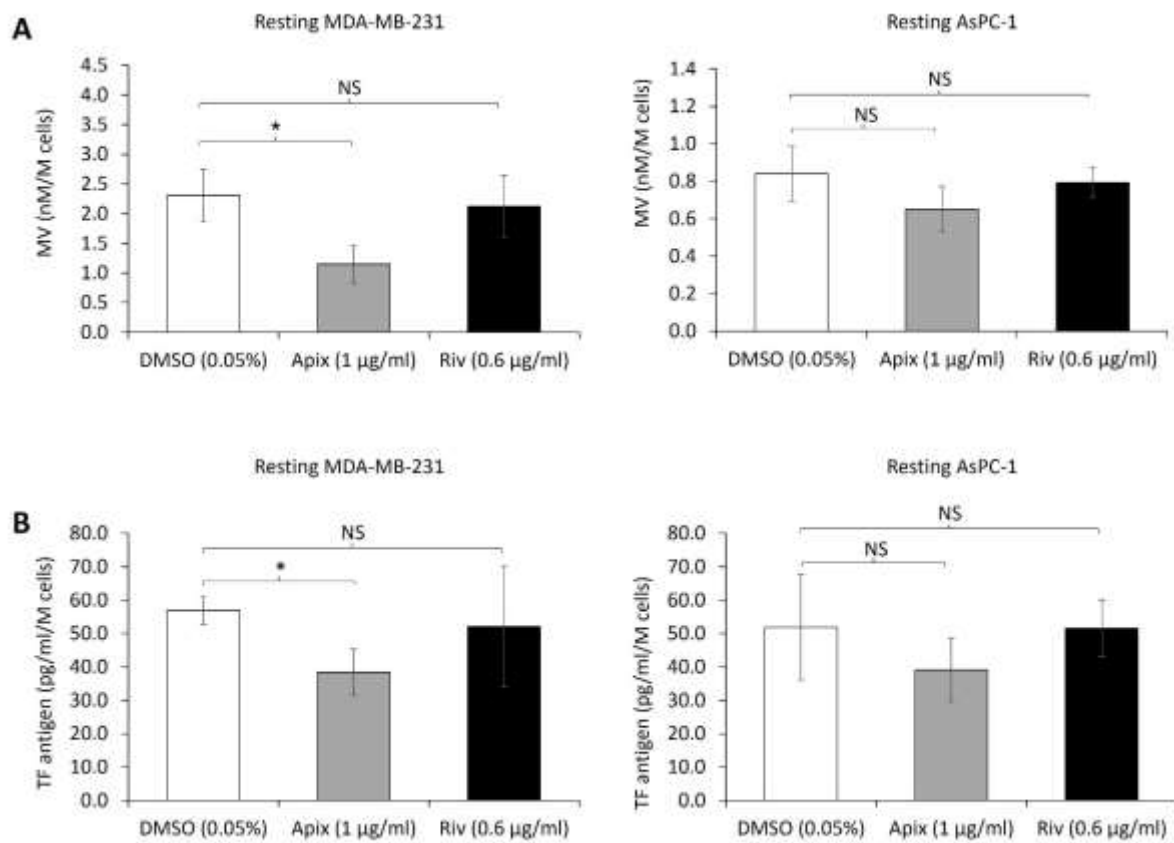 A
Resting MDA-MB-231
MV (nM/M cells)
4.5
4.0
3.5
3.0
2.5
2.0
1.5
1.0
0.5
0.0
NS
*
DMSO (0.05%) Apix (1 µg/ml) Riv (0.6 µg/ml)
Resting AsPC-1
MV (nM/M cells)
1.4
1.2
1.0
0.8
0.6
0.4
0.2
0.0
NS
NS
DMSO (0.05%) Apix (1 µg/ml) Riv (0.6 µg/ml)
B
Resting MDA-MB-231
TF antigen (pg/ml/M cells)
80.0
70.0
60.0
50.0
40.0
30.0
20.0
10.0
0.0
NS
*
DMSO (0.05%) Apix (1 µg/ml) Riv (0.6 µg/ml)
Resting AsPC-1
TF antigen (pg/ml/M cells)
80.0
70.0
60.0
50.0
40.0
30.0
20.0
10.0
0.0
NS
NS
DMSO (0.05%) Apix (1 µg/ml) Riv (0.6 µg/ml)